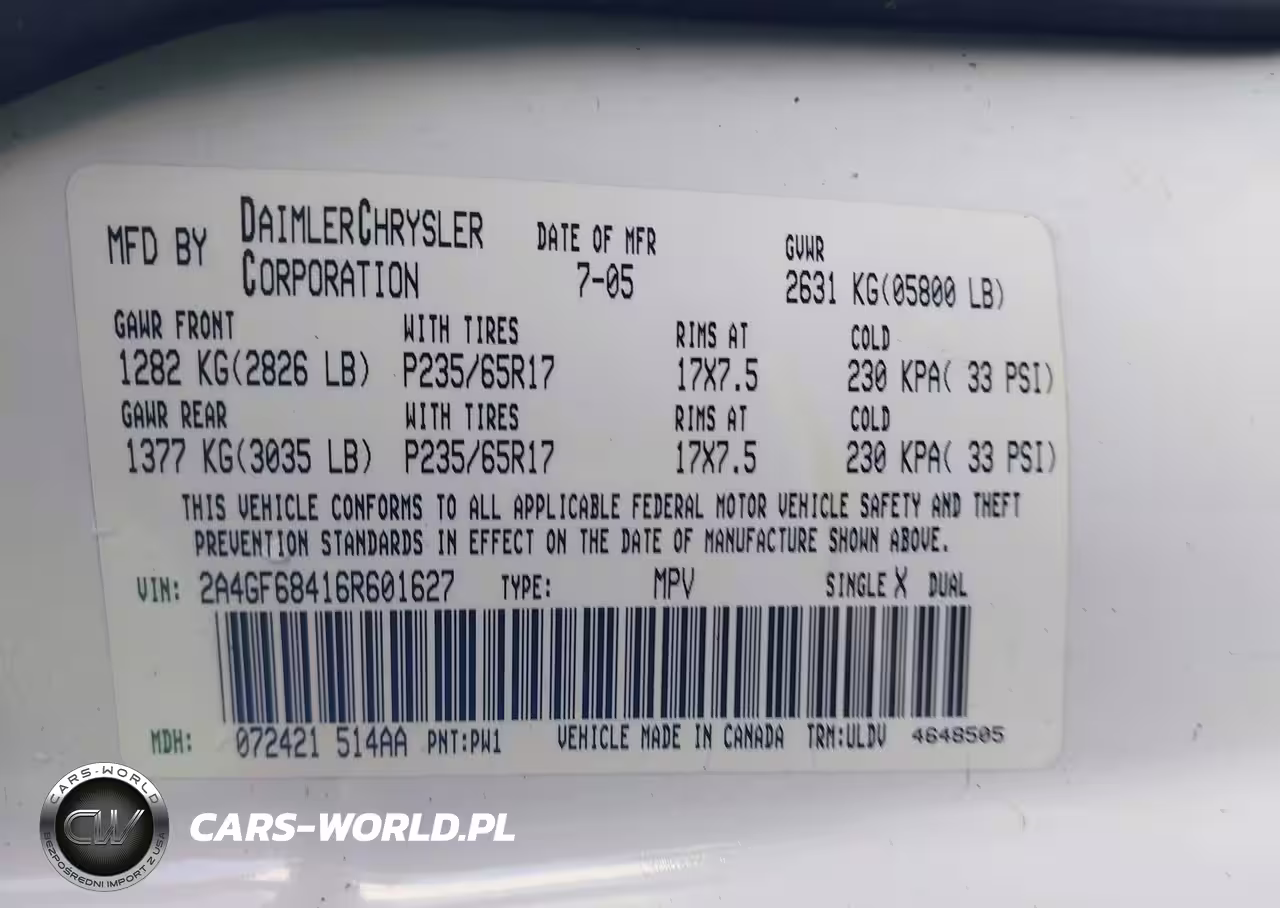 MFD BY DAIMLERCHRYSLER CORPORATION
DATE OF MFR 7-05
GVWR 2631 KG(05800 LB)
GAWR FRONT WITH TIRES RIMS AT COLD
1282 KG(2826 LB) P235/65R17 17X7.5 230 KPA( 33 PSI)
GAWR REAR WITH TIRES RIMS AT COLD
1377 KG(3035 LB) P235/65R17 17X7.5 230 KPA( 33 PSI)
THIS VEHICLE CONFORMS TO ALL APPLICABLE FEDERAL MOTOR VEHICLE SAFETY AND THEFT
PREVENTION STANDARDS IN EFFECT ON THE DATE OF MANUFACTURE SHOWN ABOVE.
VIN: 2A4GF68416R601627 TYPE: MPV SINGLE X DUAL
MDH: 072421 514AA PNT:PW1 VEHICLE MADE IN CANADA TRM:ULDV 4648505
CARS-WORLD
CW
BEZPOŚREDNI IMPORT Z USA
CARS-WORLD.PL